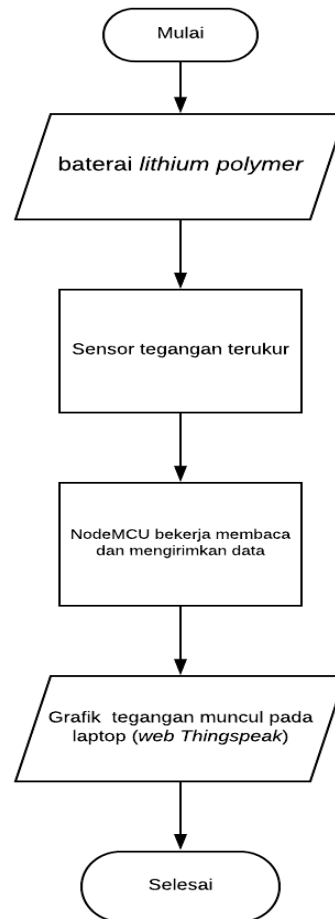 Mulai
baterai lithium polymer
Sensor tegangan terukur
NodeMCU bekerja membaca
dan mengirimkan data
Grafik tegangan muncul pada
laptop (web Thingspeak)
Selesai